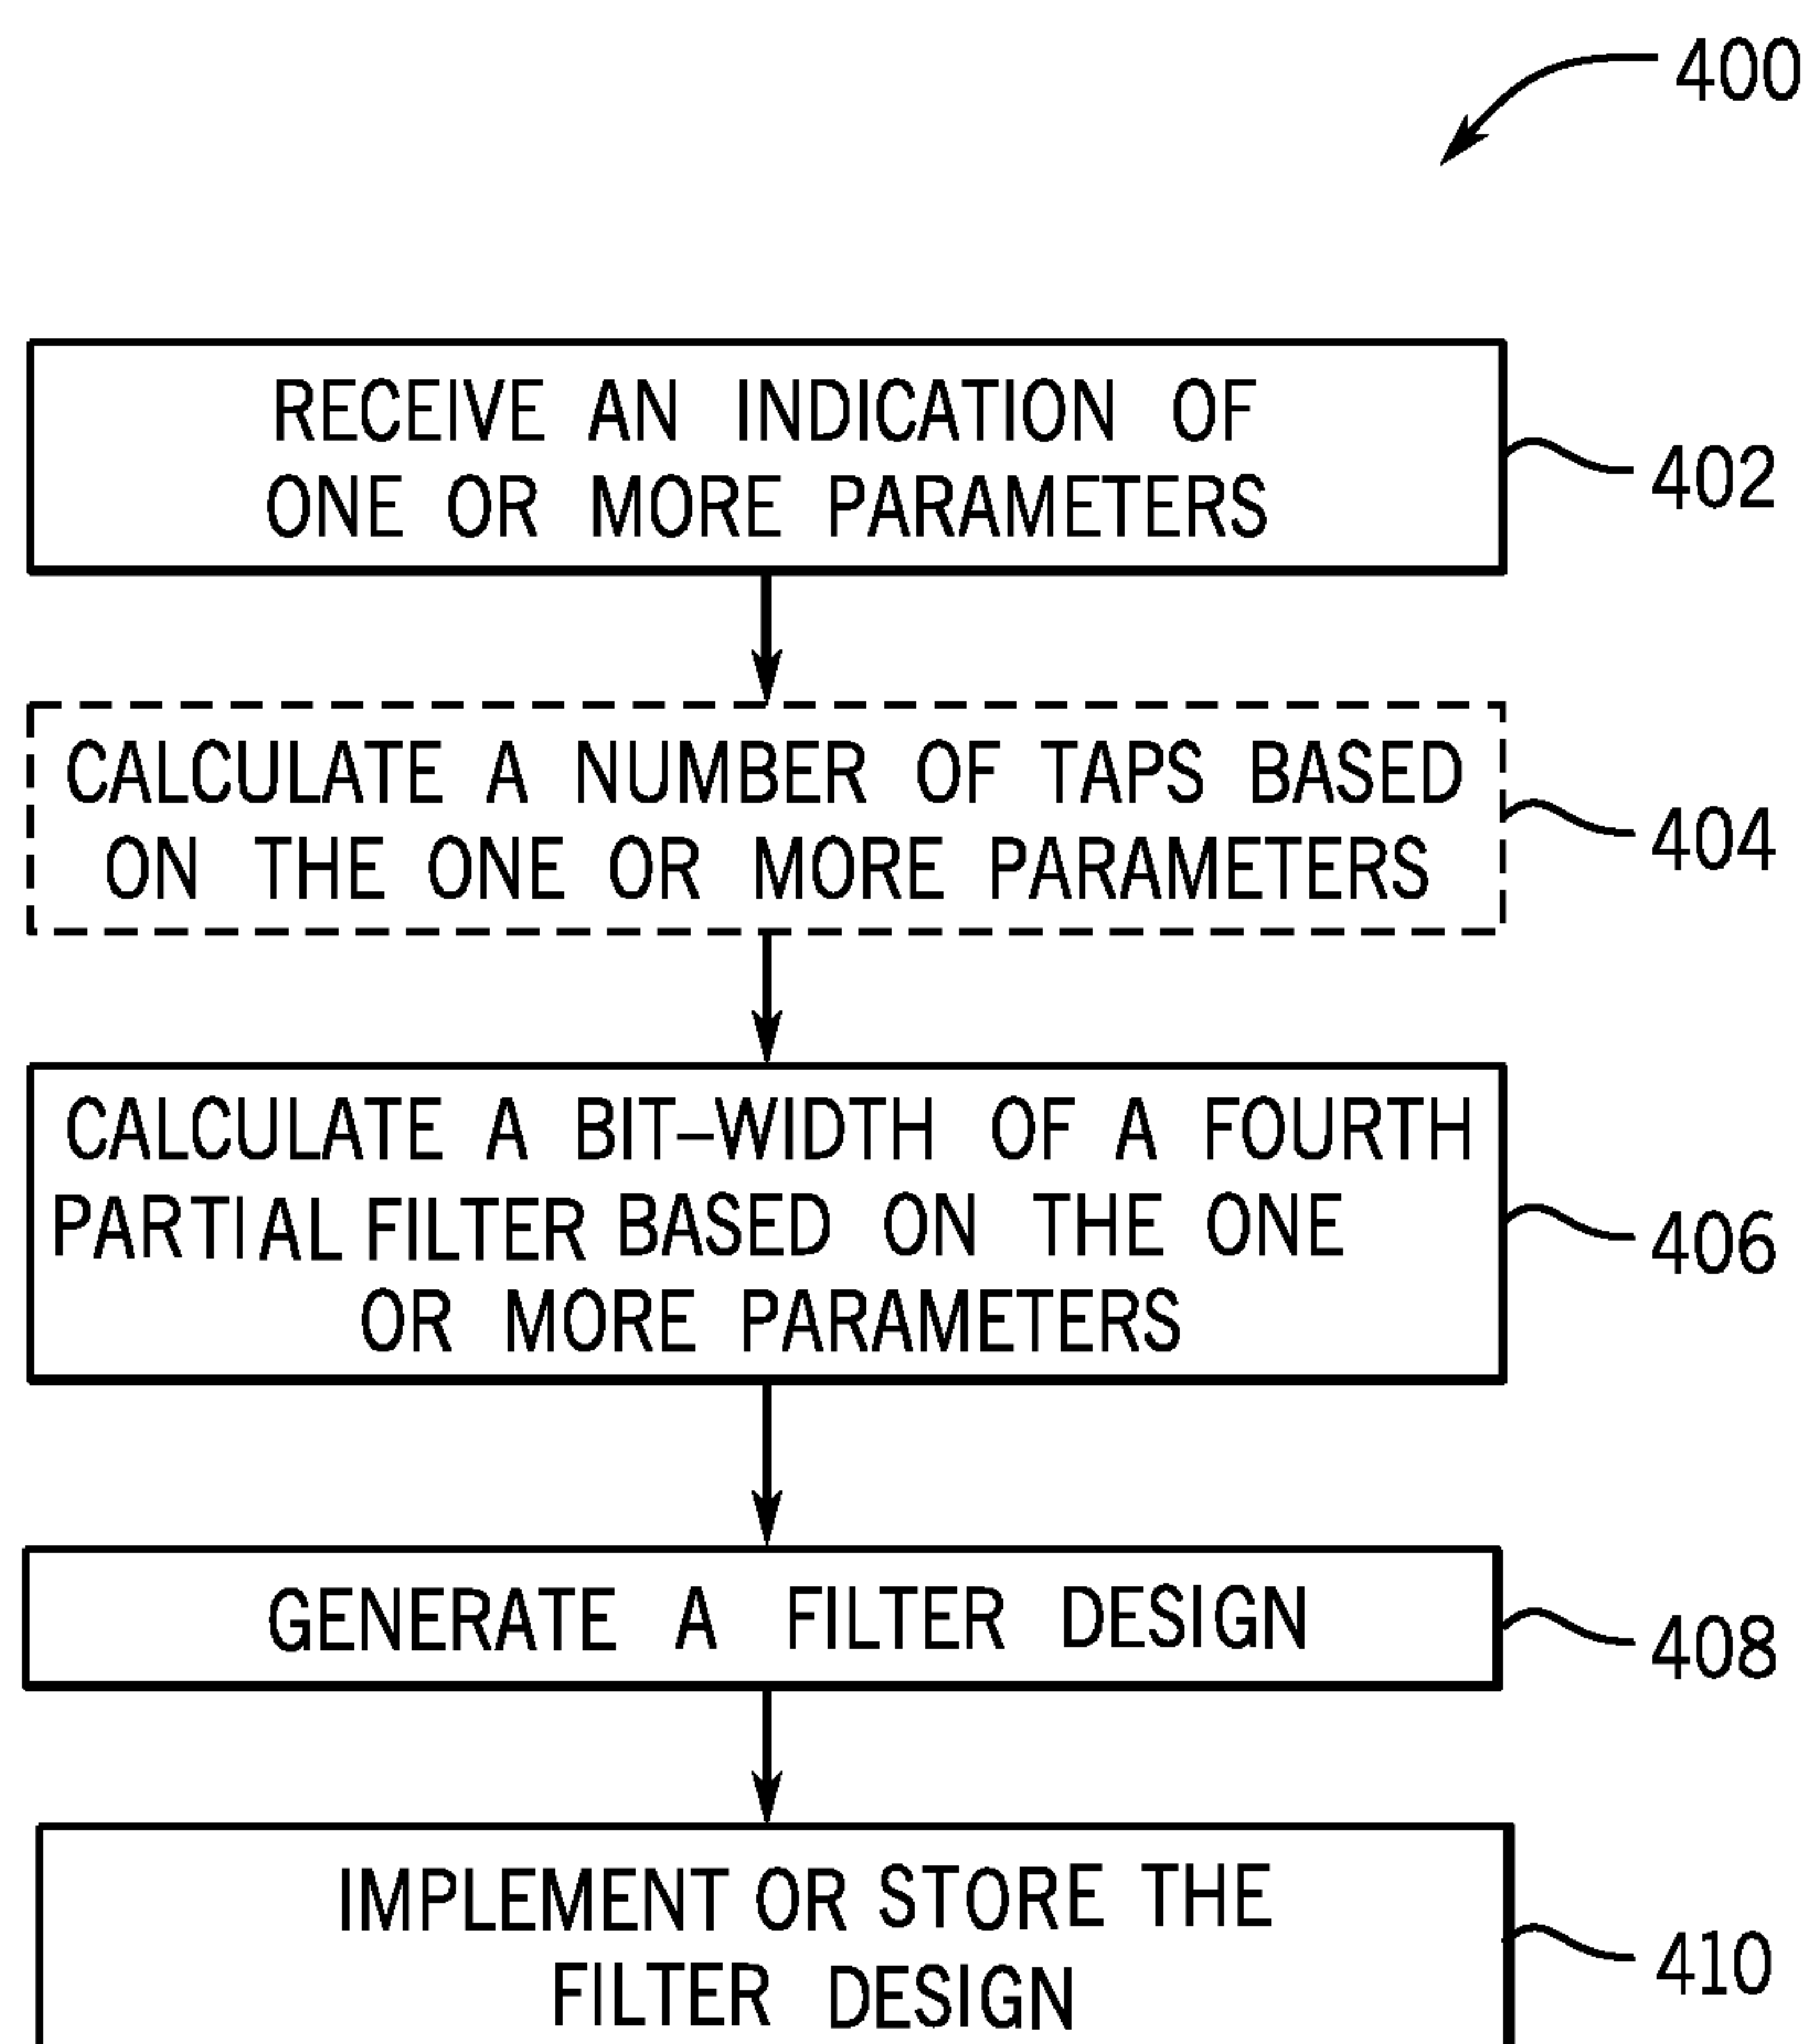 400
RECEIVE AN INDICATION OF
ONE OR MORE PARAMETERS
402
CALCULATE A NUMBER OF TAPS BASED
ON THE ONE OR MORE PARAMETERS
404
CALCULATE A BIT–WIDTH OF A FOURTH
PARTIAL FILTER BASED ON THE ONE
OR MORE PARAMETERS
406
GENERATE A FILTER DESIGN
408
IMPLEMENT OR STORE THE
FILTER DESIGN
410